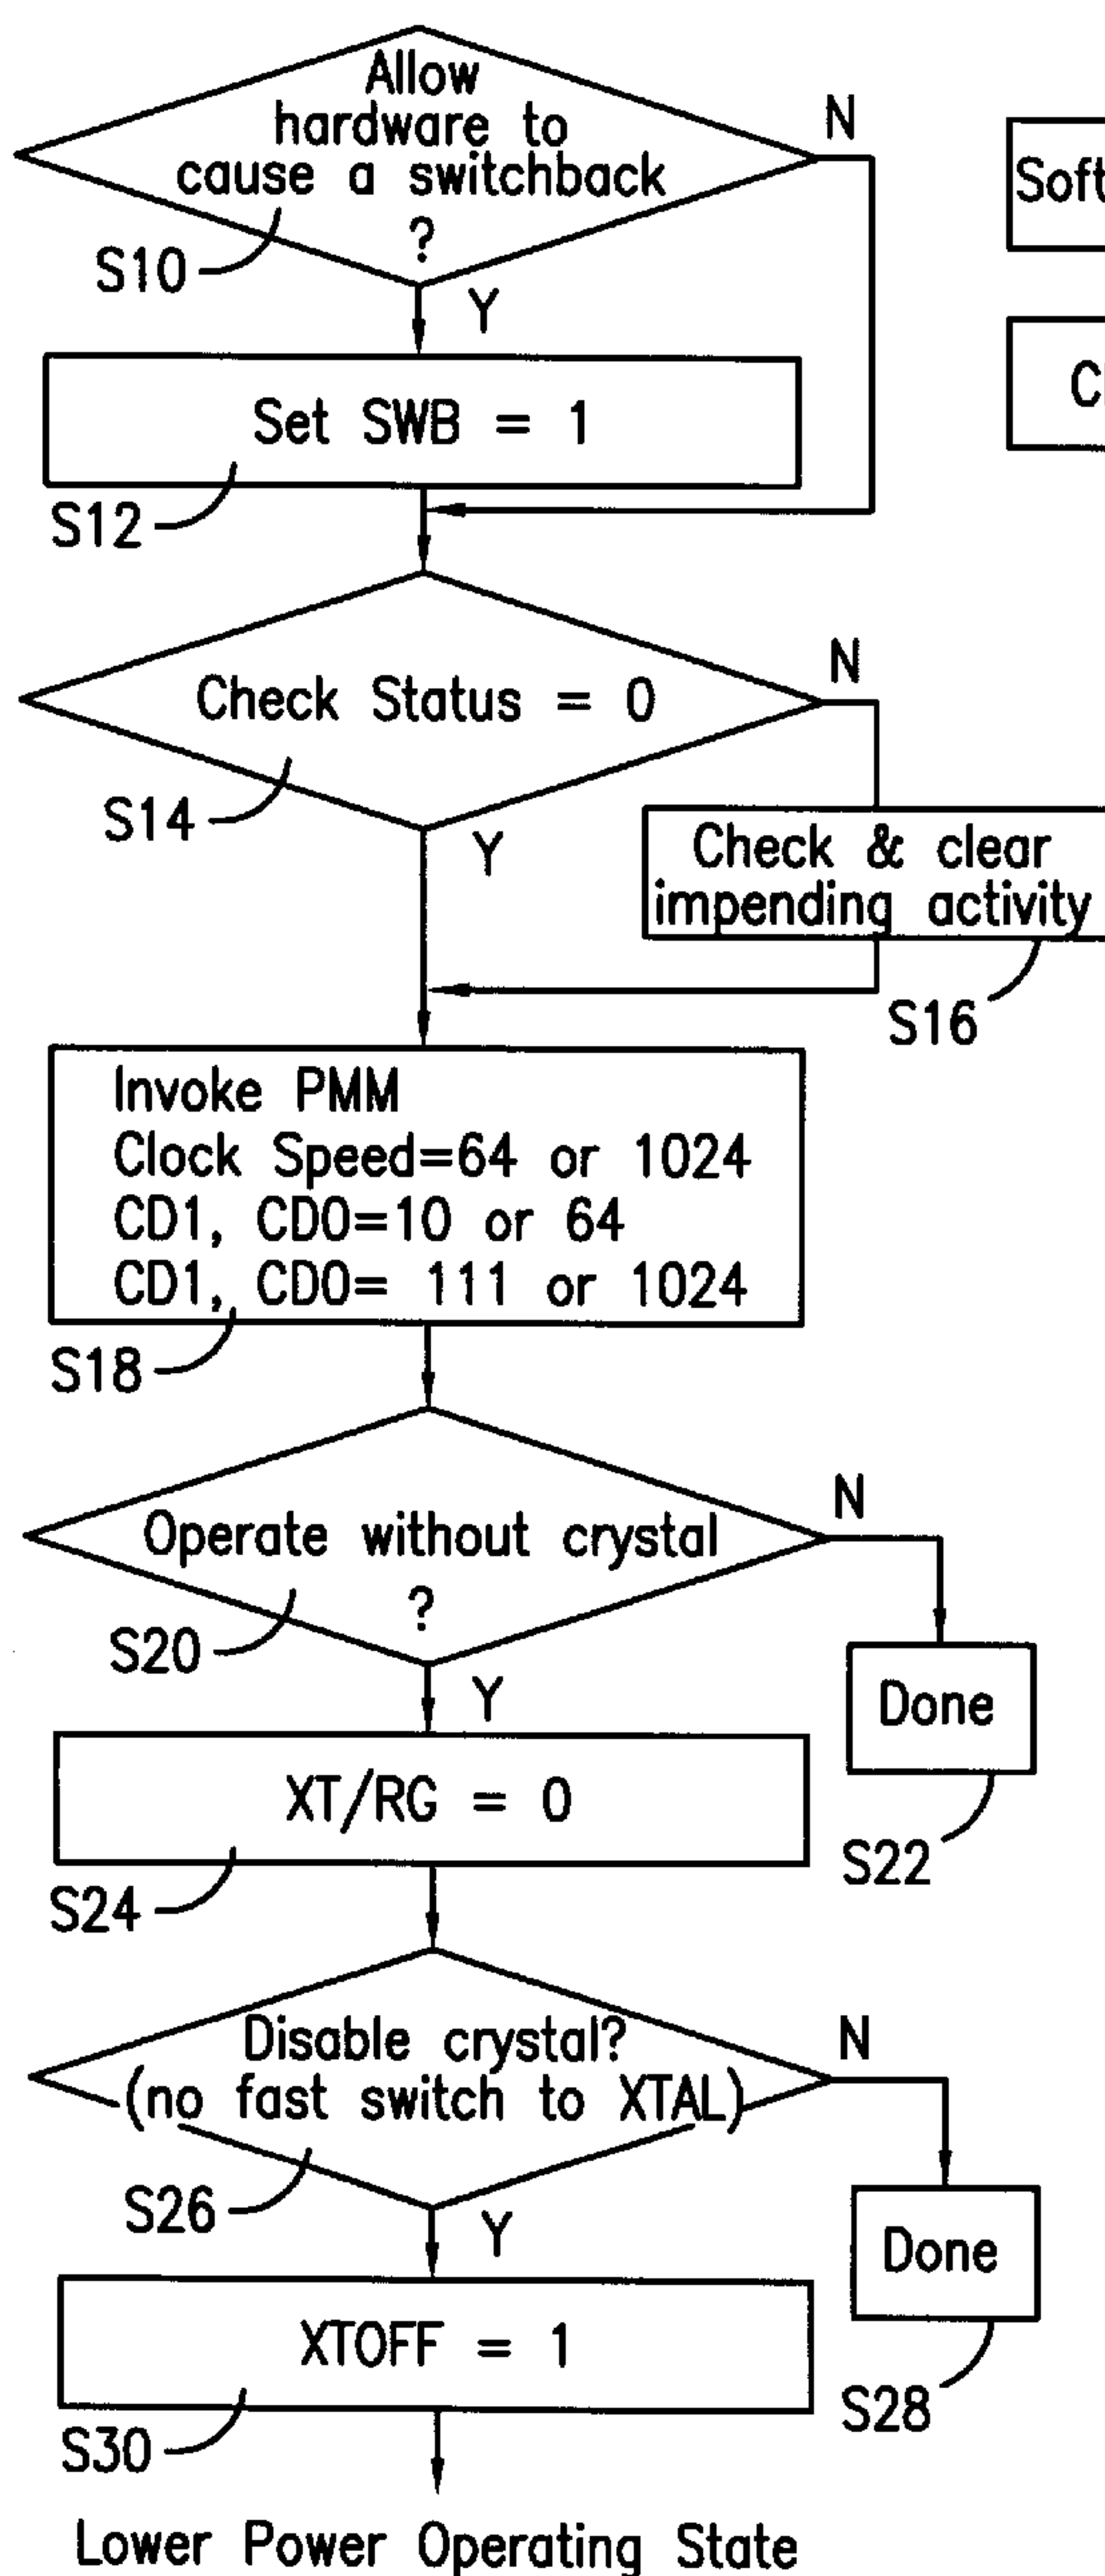 Allow
hardware to
cause a switchback
?
N
S10
Y
Set SWB = 1
S12
Check Status = 0
N
S14
Y
Check & clear
impending activity
S16
Invoke PMM
Clock Speed=64 or 1024
CD1, CD0=10 or 64
CD1, CD0= 111 or 1024
S18
Operate without crystal
?
N
S20
Y
Done
S22
XT/RG = 0
S24
Disable crystal?
(no fast switch to XTAL)
N
S26
Y
Done
S28
XTOFF = 1
S30
Lower Power Operating State